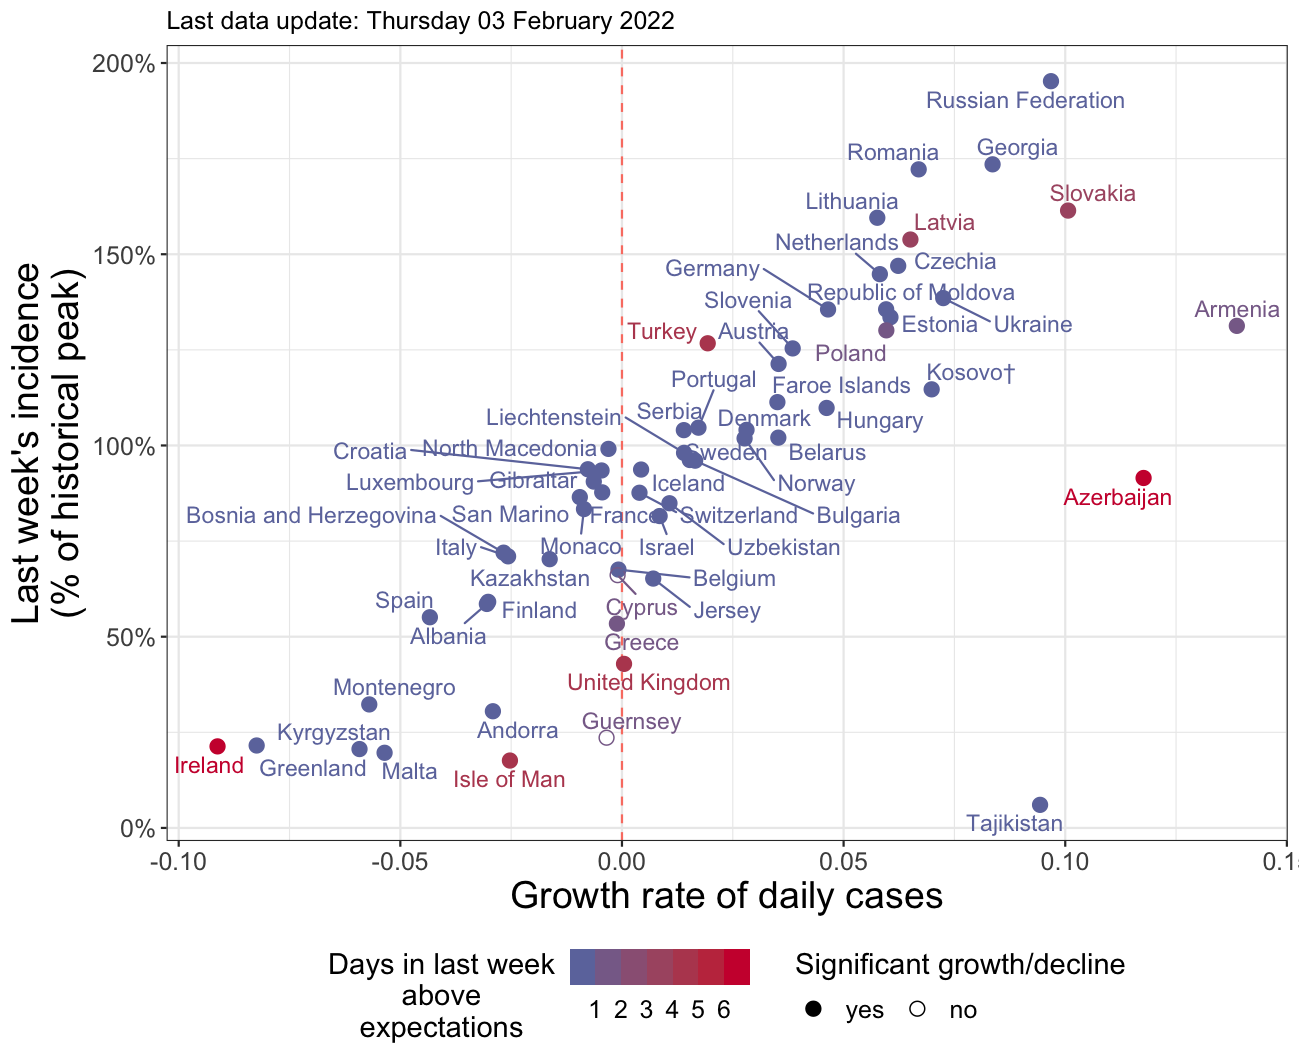 Last data update: Thursday 03 February 2022
Last week's incidence
(% of historical peak)
200%
150%
100%
50%
0%
Russian Federation
Georgia
Romania
Slovakia
Lithuania
Latvia
Netherlands
Czechia
Germany
Republic of Moldova
Slovenia
Armenia
Estonia
Ukraine
Turkey
Austria
Poland
Kosovo†
Portugal
Faroe Islands
Serbia
Liechtenstein
Denmark
Hungary
North Macedonia
Croatia
Sweden
Belarus
Luxembourg
Gibraltar
Iceland
Norway
Azerbaijan
Bosnia and Herzegovina
San Marino
France
Switzerland
Bulgaria
Italy
Monaco
Israel
Uzbekistan
Kazakhstan
Belgium
Spain
Finland
Cyprus
Jersey
Albania
Greece
United Kingdom
Montenegro
Guernsey
Kyrgyzstan
Andorra
Ireland
Greenland
Malta
Isle of Man
Tajikistan
-0.10
-0.05
0.00
0.05
0.10
0.1
Growth rate of daily cases
Days in last week
above
expectations
1 2 3 4 5 6
Significant growth/decline
yes
no